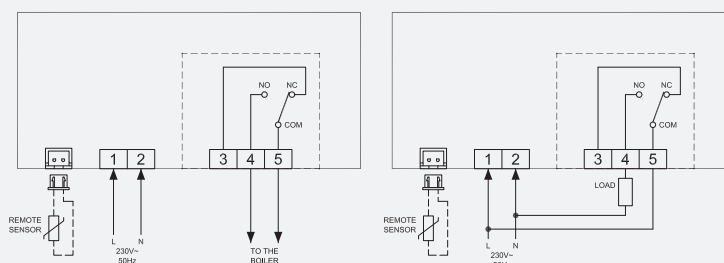 NO NC
COM
1 2 3 4 5
REMOTE
SENSOR
L N
230V~
50Hz
TO THE
BOILER
NO NC
COM
1 2 3 4 5
LOAD
REMOTE
SENSOR
L N
230V~